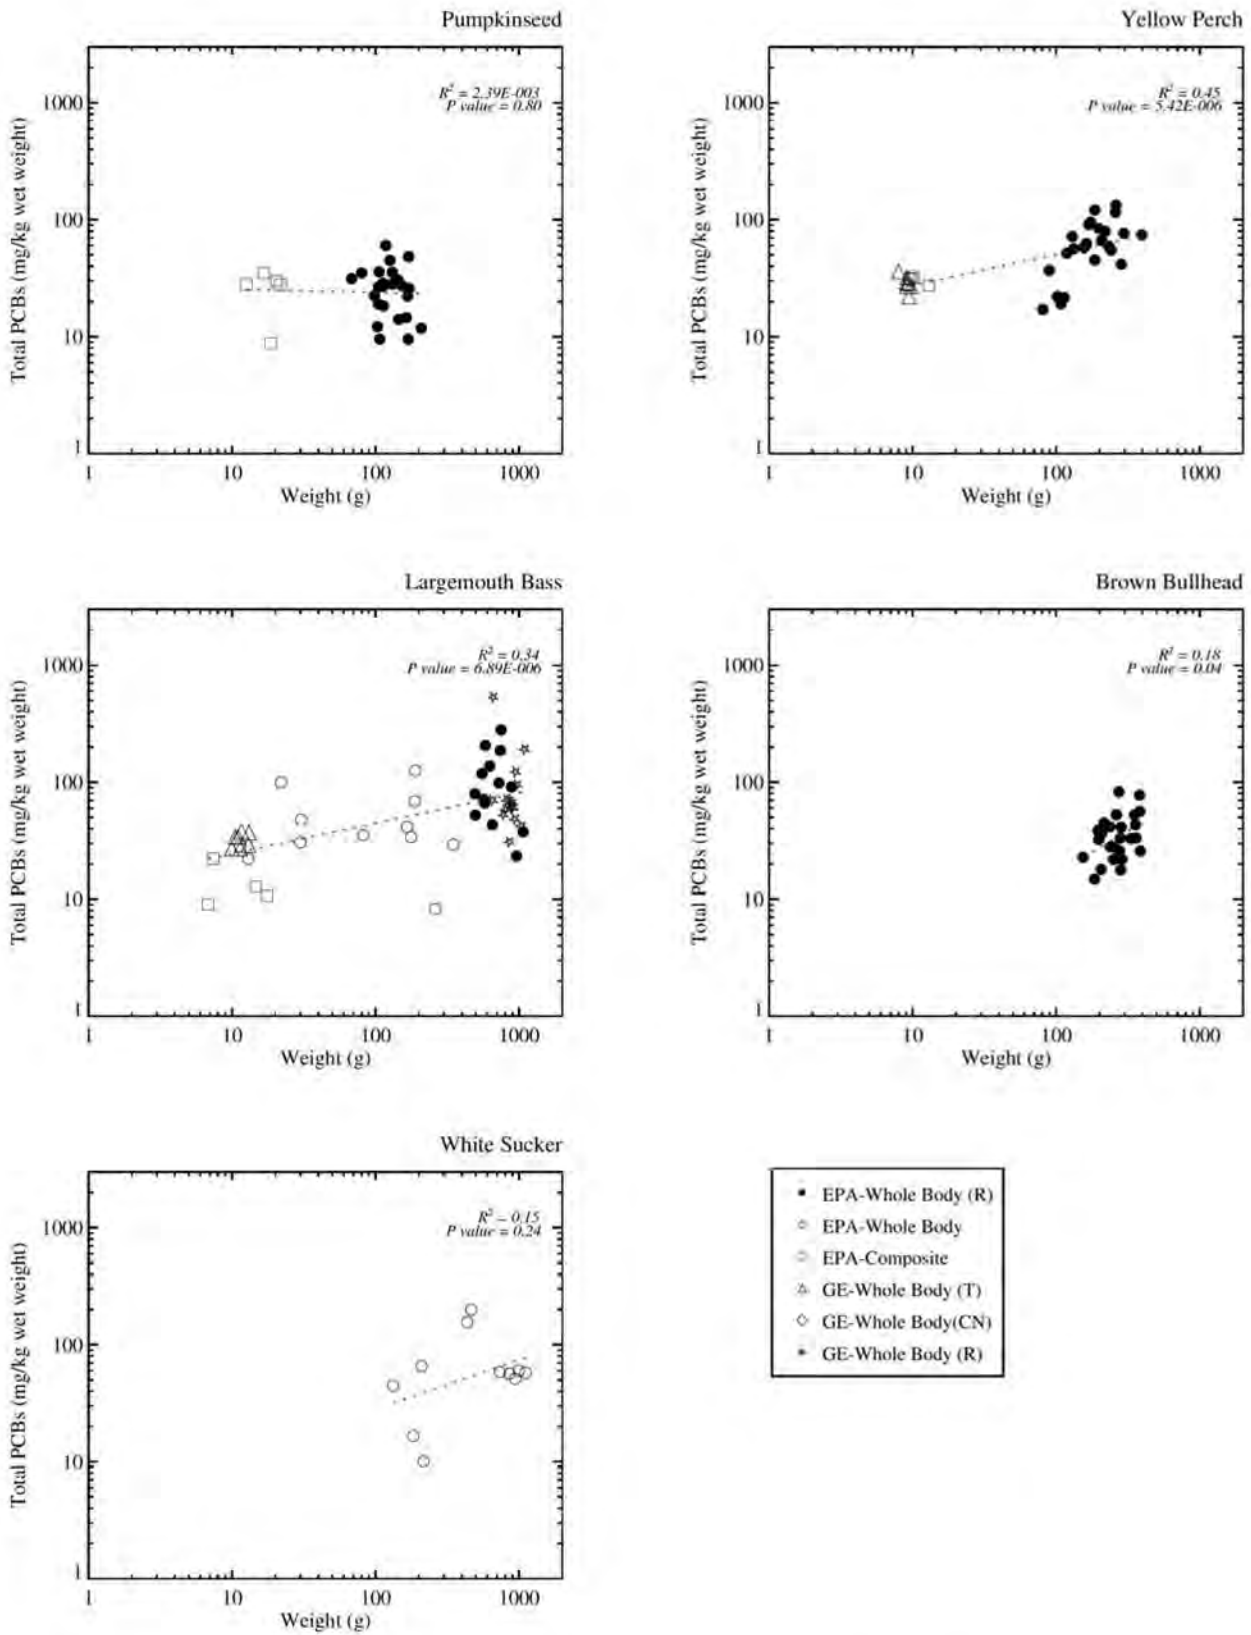 Pumpkinseed
R² = 2.39E-003
P value = 0.80
Total PCBs (mg/kg wet weight)
1000
100
10
1
1 10 100 1000
Weight (g)
Yellow Perch
R² = 0.45
P value = 5.42E-006
Total PCBs (mg/kg wet weight)
1000
100
10
1
1 10 100 1000
Weight (g)
Largemouth Bass
R² = 0.34
P value = 6.89E-006
Total PCBs (mg/kg wet weight)
1000
100
10
1
1 10 100 1000
Weight (g)
Brown Bullhead
R² = 0.18
P value = 0.04
Total PCBs (mg/kg wet weight)
1000
100
10
1
1 10 100 1000
Weight (g)
White Sucker
R² = 0.15
P value = 0.24
Total PCBs (mg/kg wet weight)
1000
100
10
1
1 10 100 1000
Weight (g)
EPA-Whole Body (R)
EPA-Whole Body
EPA-Composite
GE-Whole Body (T)
GE-Whole Body(CN)
GE-Whole Body (R)